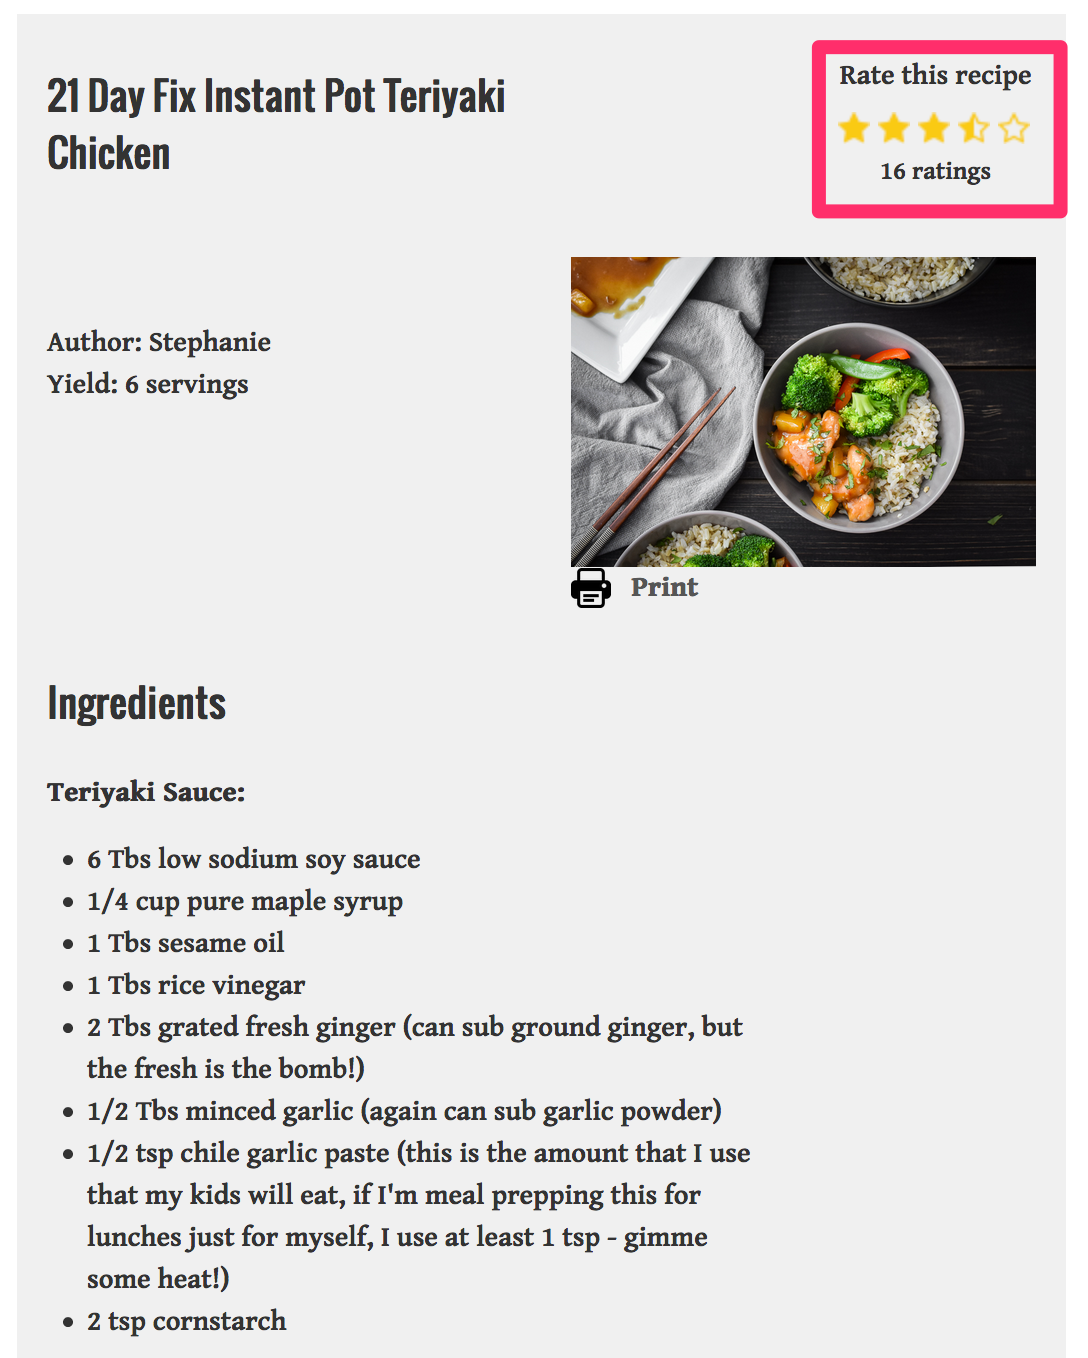 21 Day Fix Instant Pot Teriyaki
Chicken
Rate this recipe
16 ratings
Author: Stephanie
Yield: 6 servings
Print
Ingredients
Teriyaki Sauce:
6 Tbs low sodium soy sauce
1/4 cup pure maple syrup
1 Tbs sesame oil
1 Tbs rice vinegar
2 Tbs grated fresh ginger (can sub ground ginger, but
the fresh is the bomb!)
1/2 Tbs minced garlic (again can sub garlic powder)
1/2 tsp chile garlic paste (this is the amount that I use
that my kids will eat, if I'm meal prepping this for
lunches just for myself, I use at least 1 tsp - gimme
some heat!)
2 tsp cornstarch